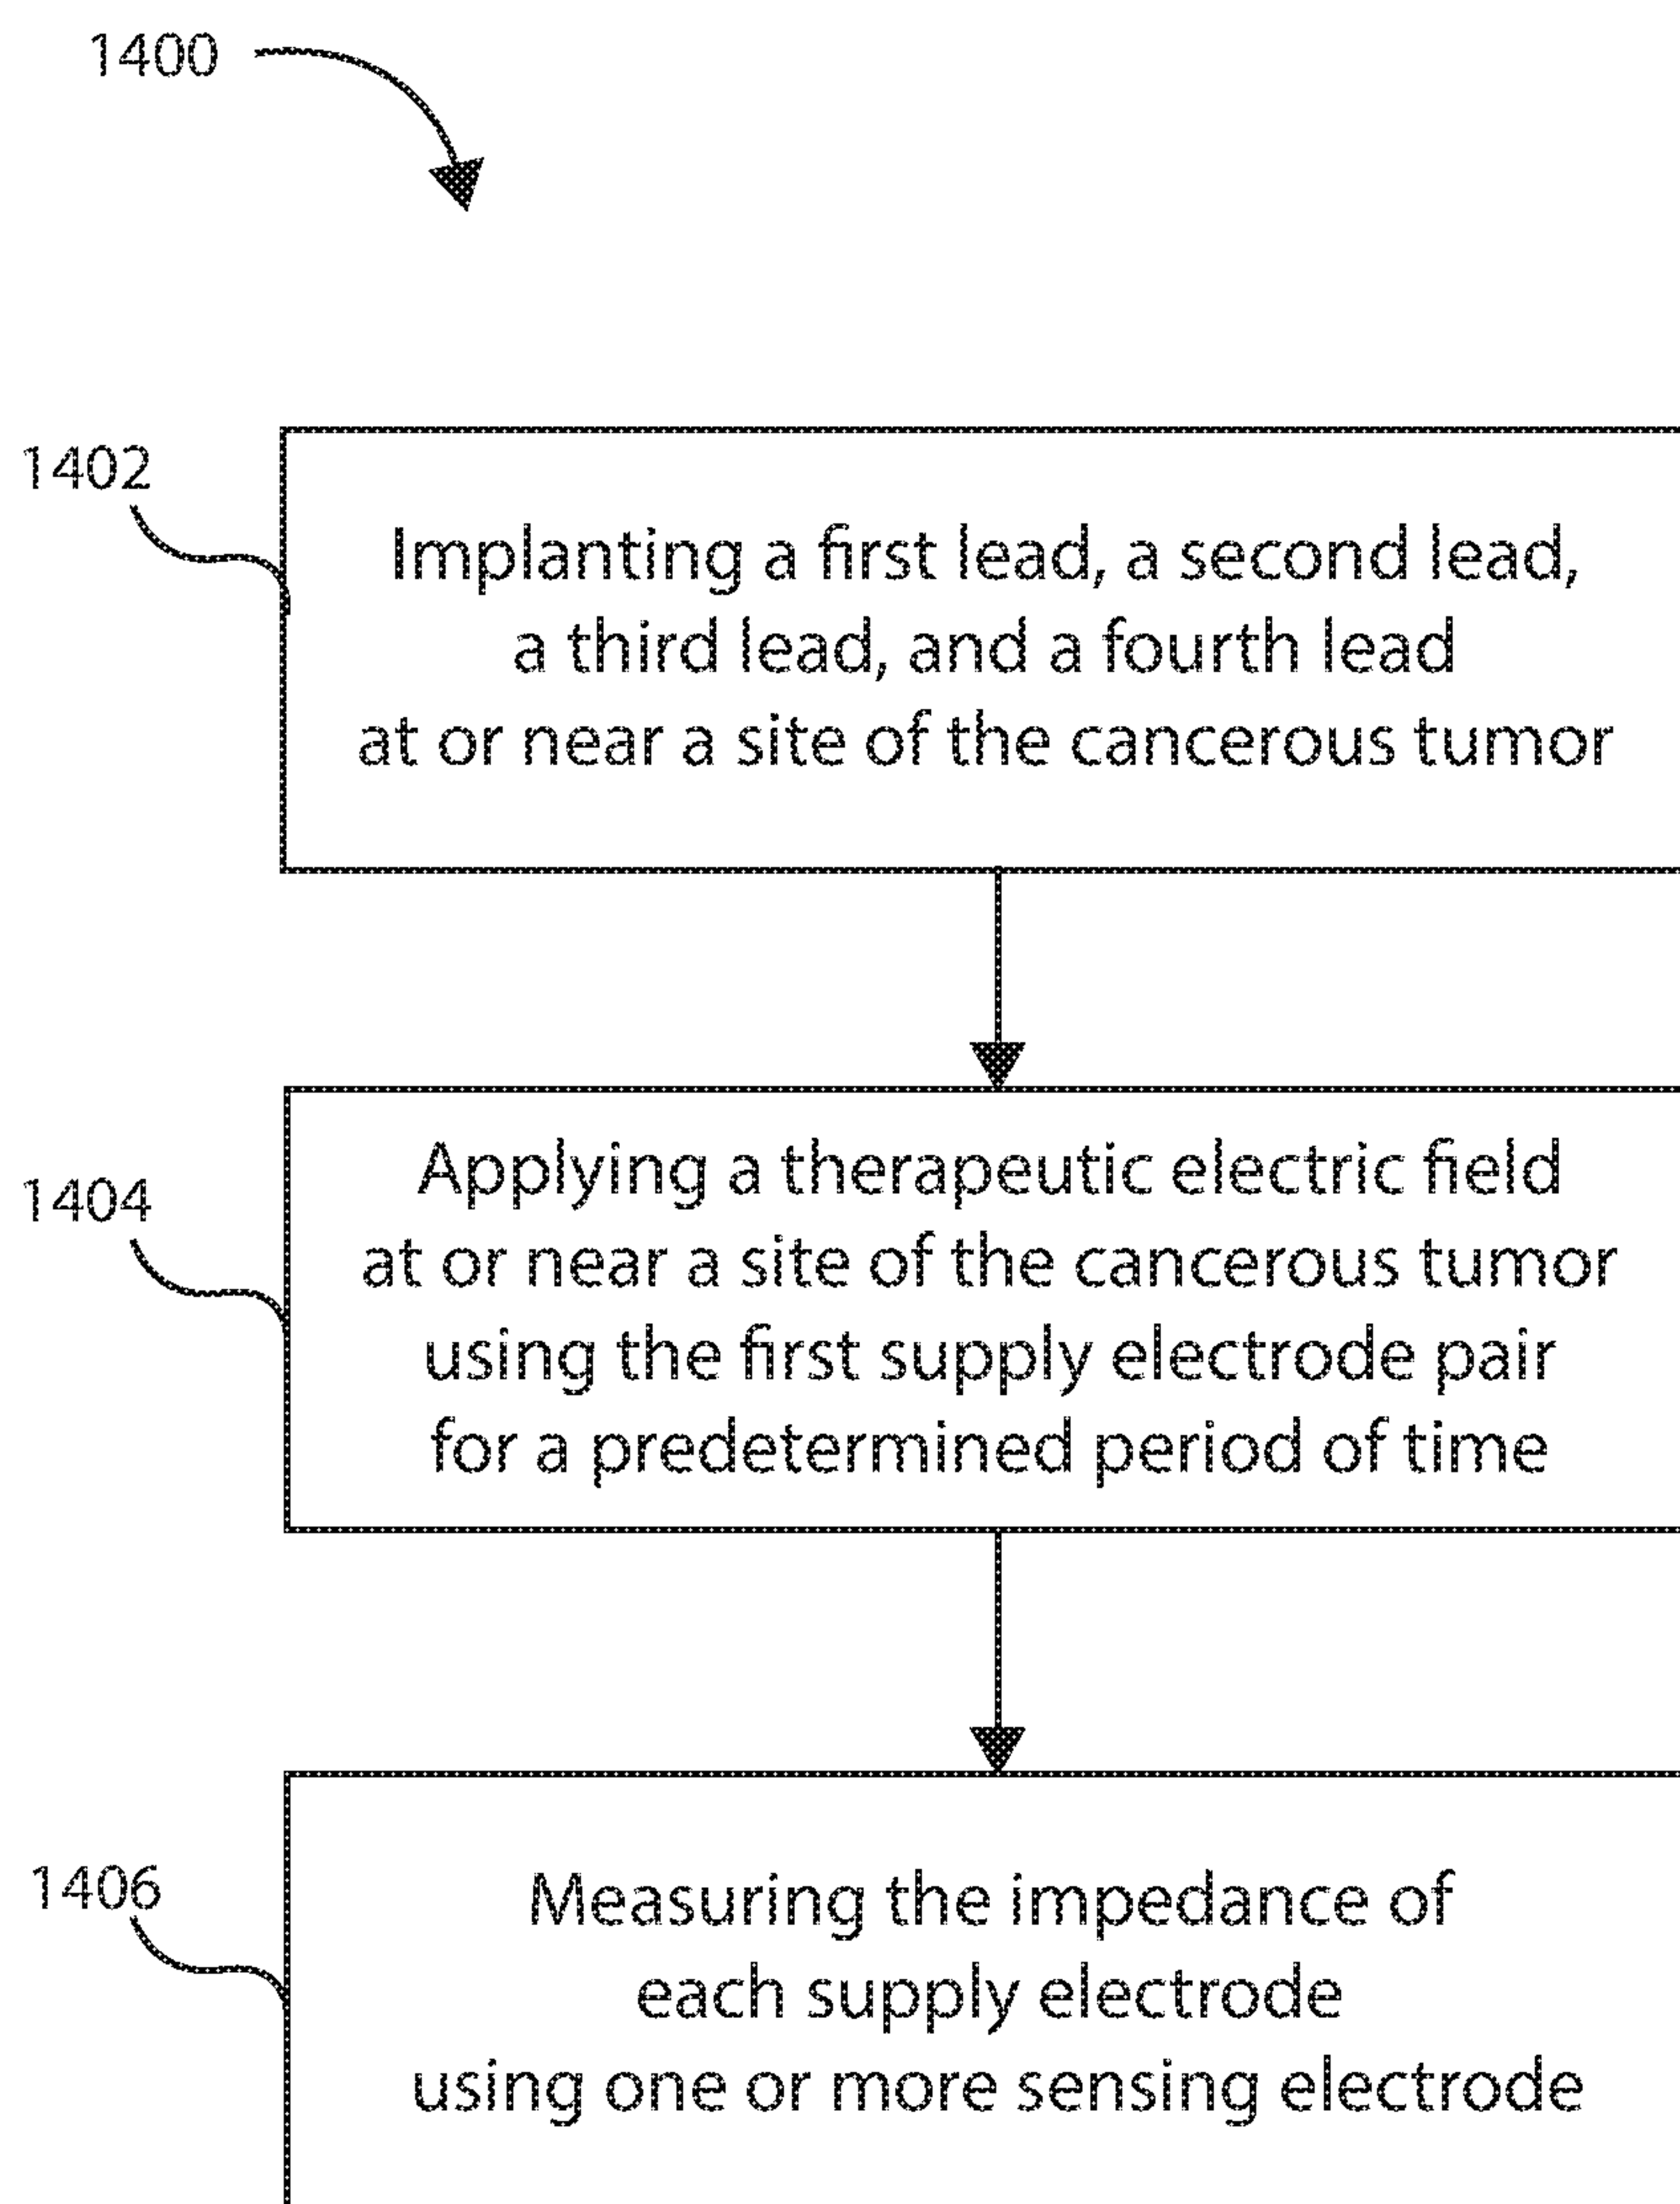 1400
1402
Implanting a first lead, a second lead,
a third lead, and a fourth lead
at or near a site of the cancerous tumor
1404
Applying a therapeutic electric field
at or near a site of the cancerous tumor
using the first supply electrode pair
for a predetermined period of time
1406
Measuring the impedance of
each supply electrode
using one or more sensing electrode